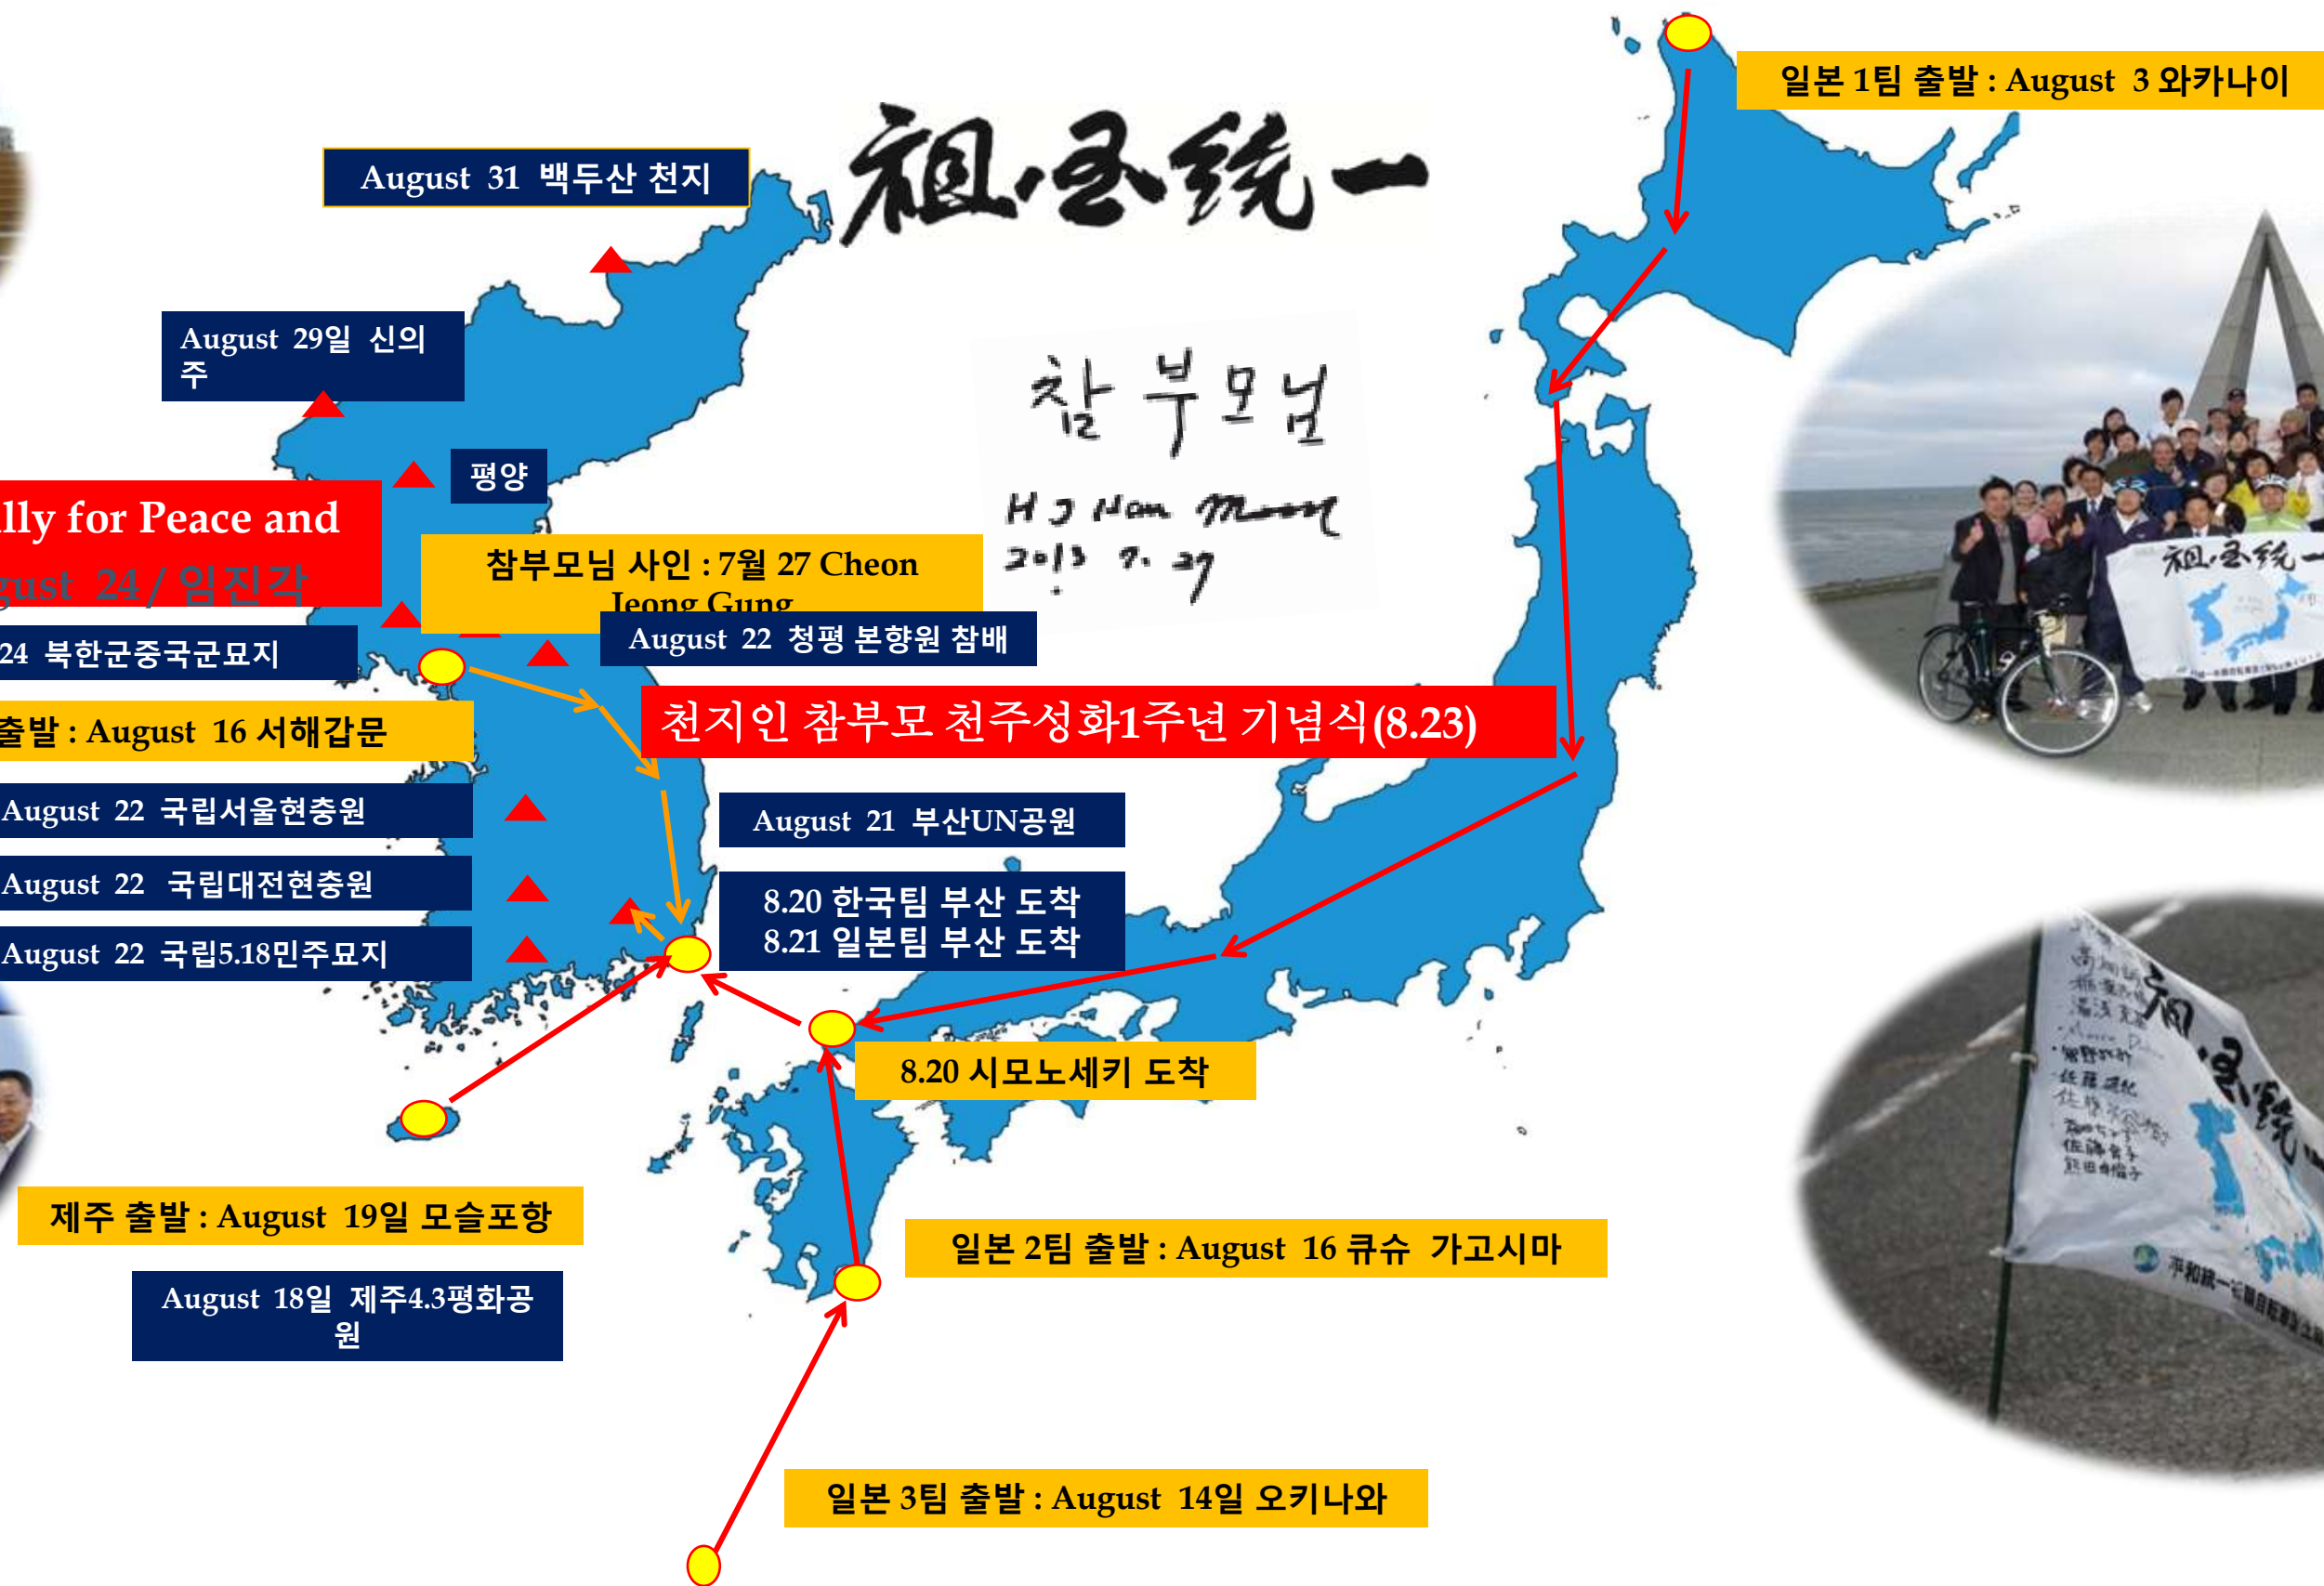 일본 1팀 출발 : August 3 와카나이
祖国統一
August 31 백두산 천지
August 29일 신의
주
참부모님
H J Han Moon
2013 7. 27
평양
lly for Peace and
gust 24 / 임진각
참부모님 사인 : 7월 27 Cheon
Jeong Gung
August 22 청평 본향원 참배
24 북한군중국군묘지
천지인 참부모 천주성화1주년 기념식(8.23)
출발 : August 16 서해갑문
August 22 국립서울현충원
August 21 부산UN공원
August 22 국립대전현충원
8.20 한국팀 부산 도착
8.21 일본팀 부산 도착
August 22 국립5.18민주묘지
8.20 시모노세키 도착
제주 출발 : August 19일 모슬포항
일본 2팀 출발 : August 16 큐슈 가고시마
August 18일 제주4.3평화공
원
일본 3팀 출발 : August 14일 오키나와
祖国統一
祖国統
平和統一